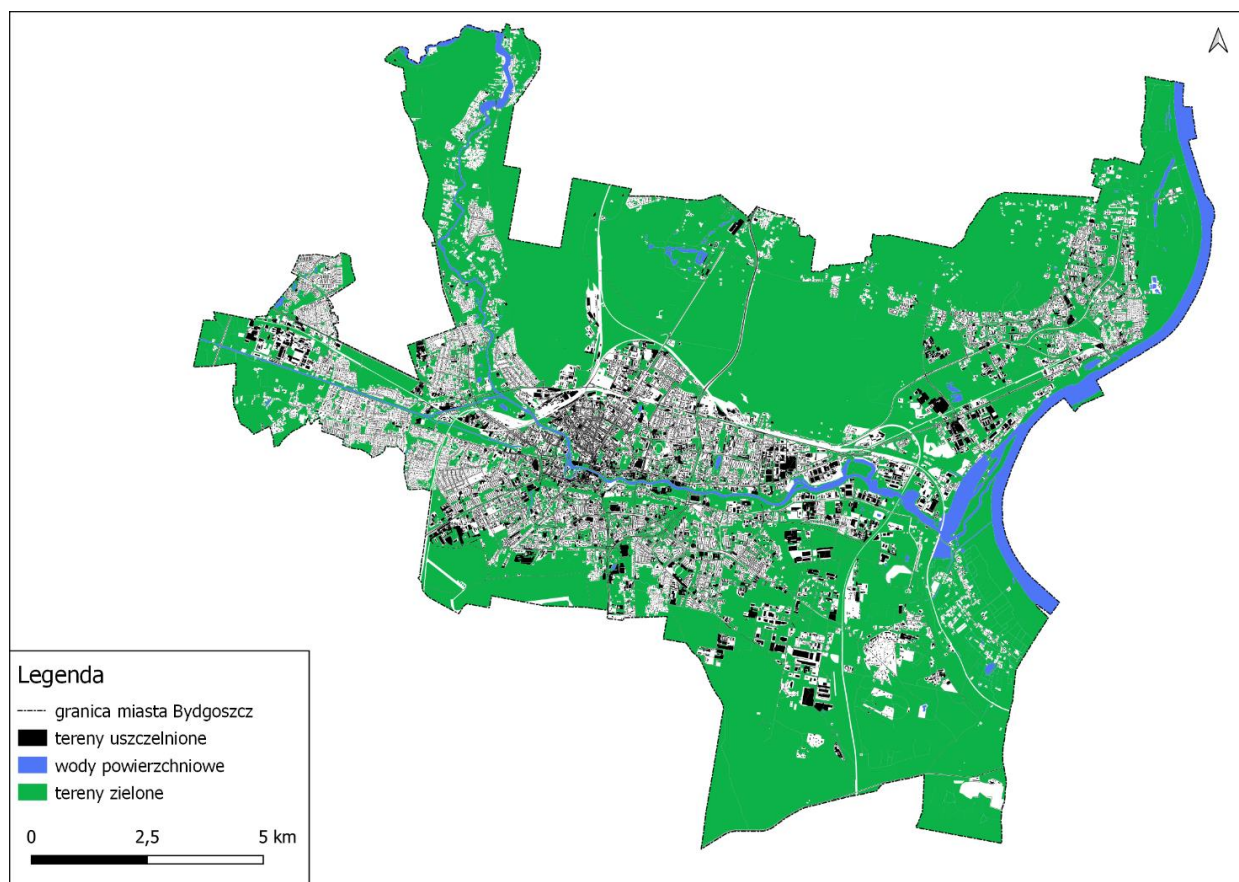 Legenda
granica miasta Bydgoszcz
tereny uszczelnione
wody powierzchniowe
tereny zielone
0 2,5 5 km